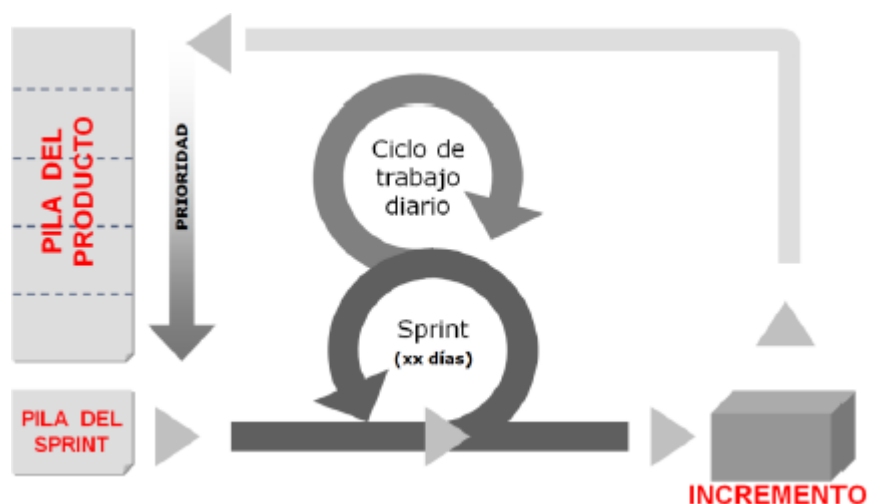 PILA DEL
PRODUCTO
PRIORIDAD
Ciclo de
trabajo
diario
Sprint
(xx días)
PILA DEL
SPRINT
INCREMENTO